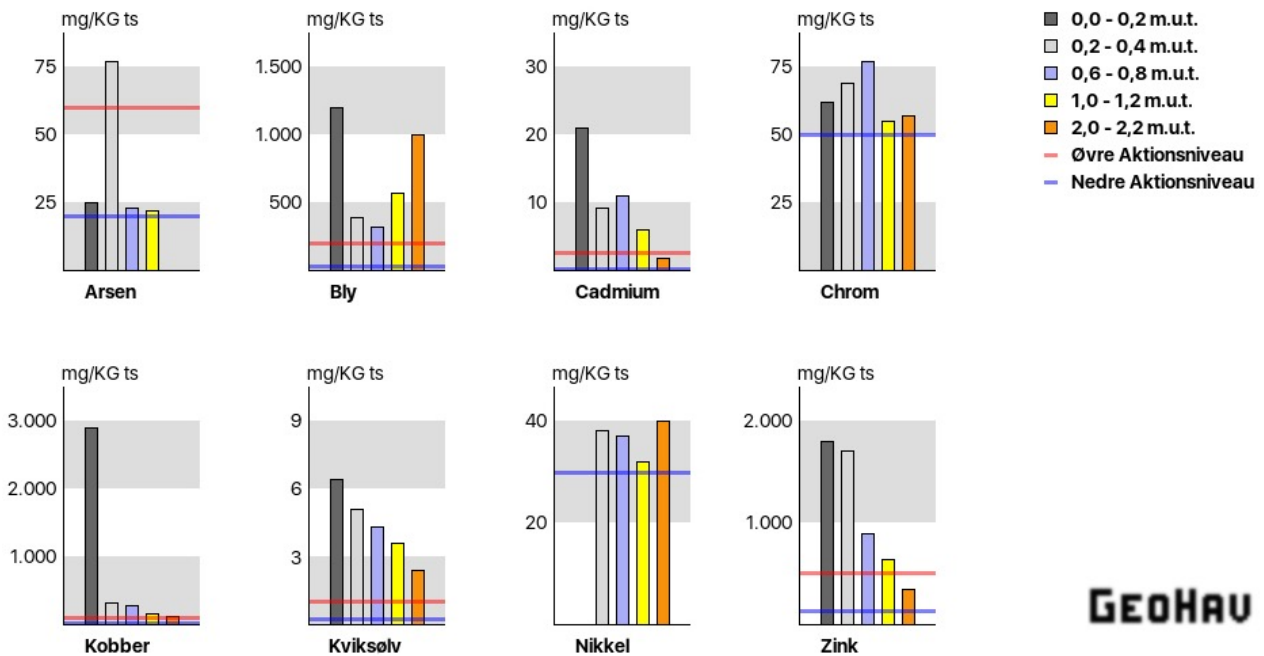 mg/KG ts
75
50
25
Arsen
mg/KG ts
1.500
1.000
500
Bly
mg/KG ts
30
20
10
Cadmium
mg/KG ts
75
50
25
Chrom
0,0 - 0,2 m.u.t.
0,2 - 0,4 m.u.t.
0,6 - 0,8 m.u.t.
1,0 - 1,2 m.u.t.
2,0 - 2,2 m.u.t.
Øvre Aktionsniveau
Nedre Aktionsniveau
mg/KG ts
3.000
2.000
1.000
Kobber
mg/KG ts
9
6
3
Kviksølv
mg/KG ts
40
20
Nikkel
mg/KG ts
2.000
1.000
Zink
GEOHAV